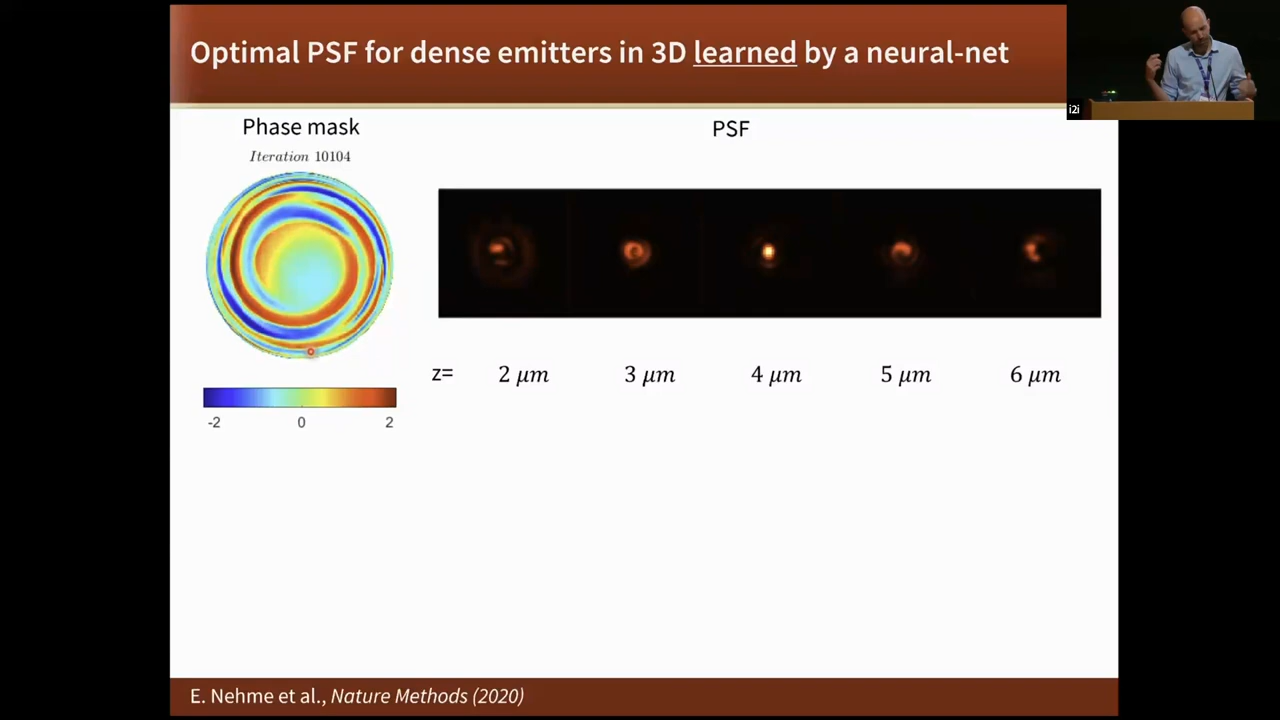 Optimal PSF for dense emitters in 3D learned by a neural-net
i2i
Phase mask
PSF
Iteration 10104
z= 2 μm 3 μm 4 μm 5 μm 6 μm
-2 0 2
E. Nehme et al., Nature Methods (2020)